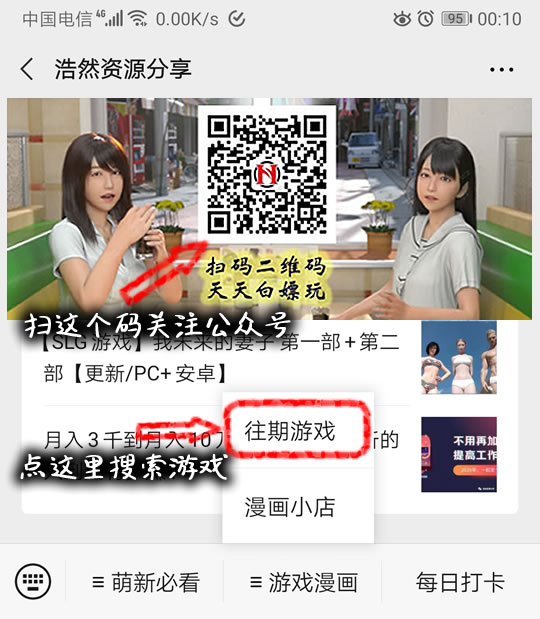 中国电信 4G 0.00K/s 95 00:10
浩然资源分享
扫码二维码
天天白嫖玩
扫这个码关注公众号
【SLG游戏】我未来的妻子 第一部+第二
部【更新/PC+安卓】
往期游戏
月入3千到月入10万
新的
点这里搜索游戏
不用再加
提高工作
漫画小店
萌新必看
游戏漫画
每日打卡